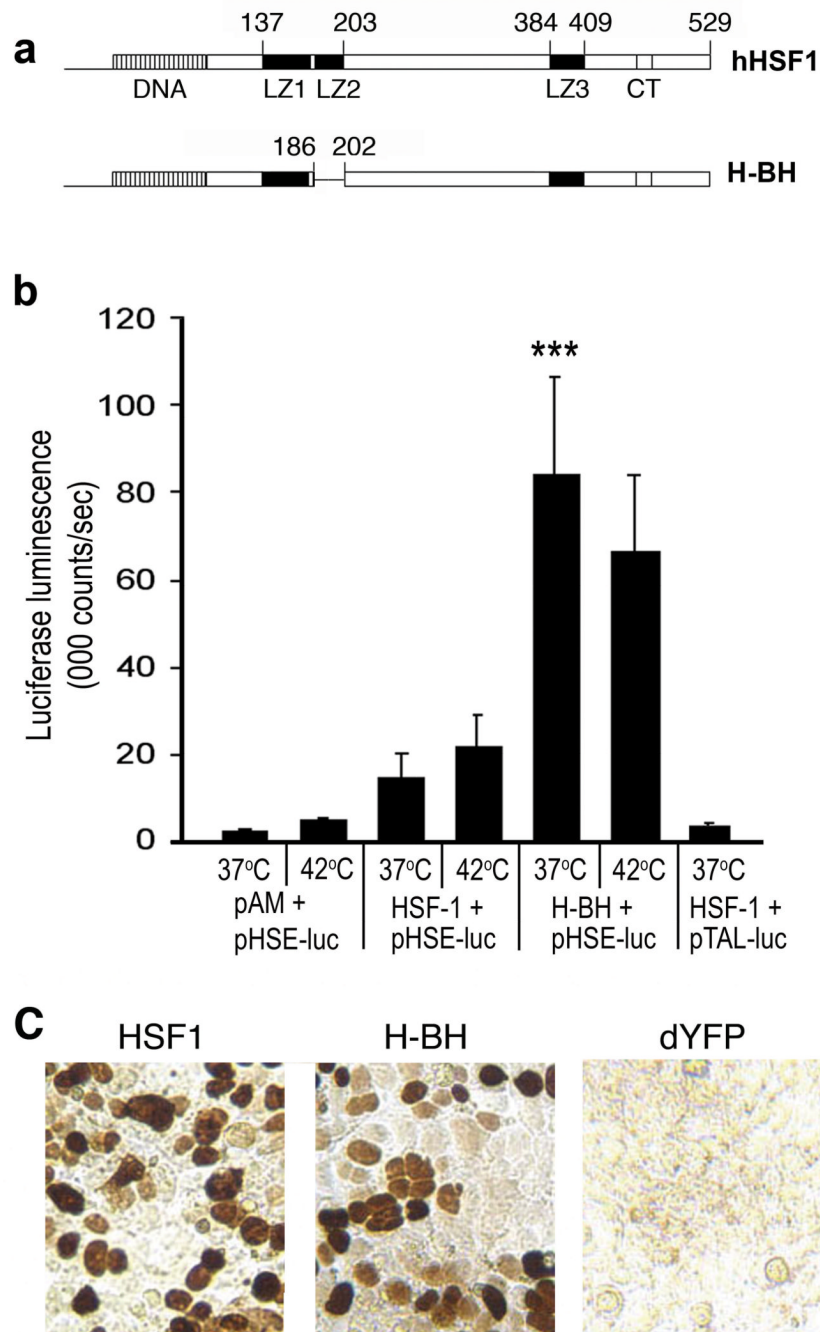 a
137 203 384 409 529
hHSF1
DNA LZ1 LZ2 LZ3 CT
186 202
H-BH
b
Luciferase luminescence
(000 counts/sec)
120
100
80
60
40
20
0
***
37°C 42°C 37°C 42°C 37°C 42°C 37°C
pAM + HSF-1 + H-BH + HSF-1 +
pHSE-luc pHSE-luc pHSE-luc pTAL-luc
C
HSF1 H-BH dYFP